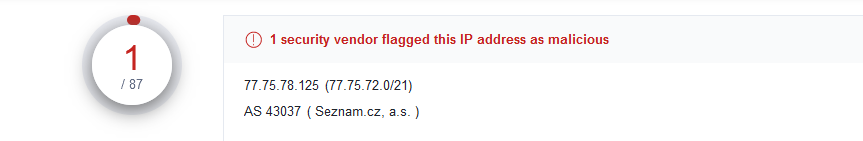 1
/ 87
1 security vendor flagged this IP address as malicious
77.75.78.125 (77.75.72.0/21)
AS 43037 ( Seznam.cz, a.s. )